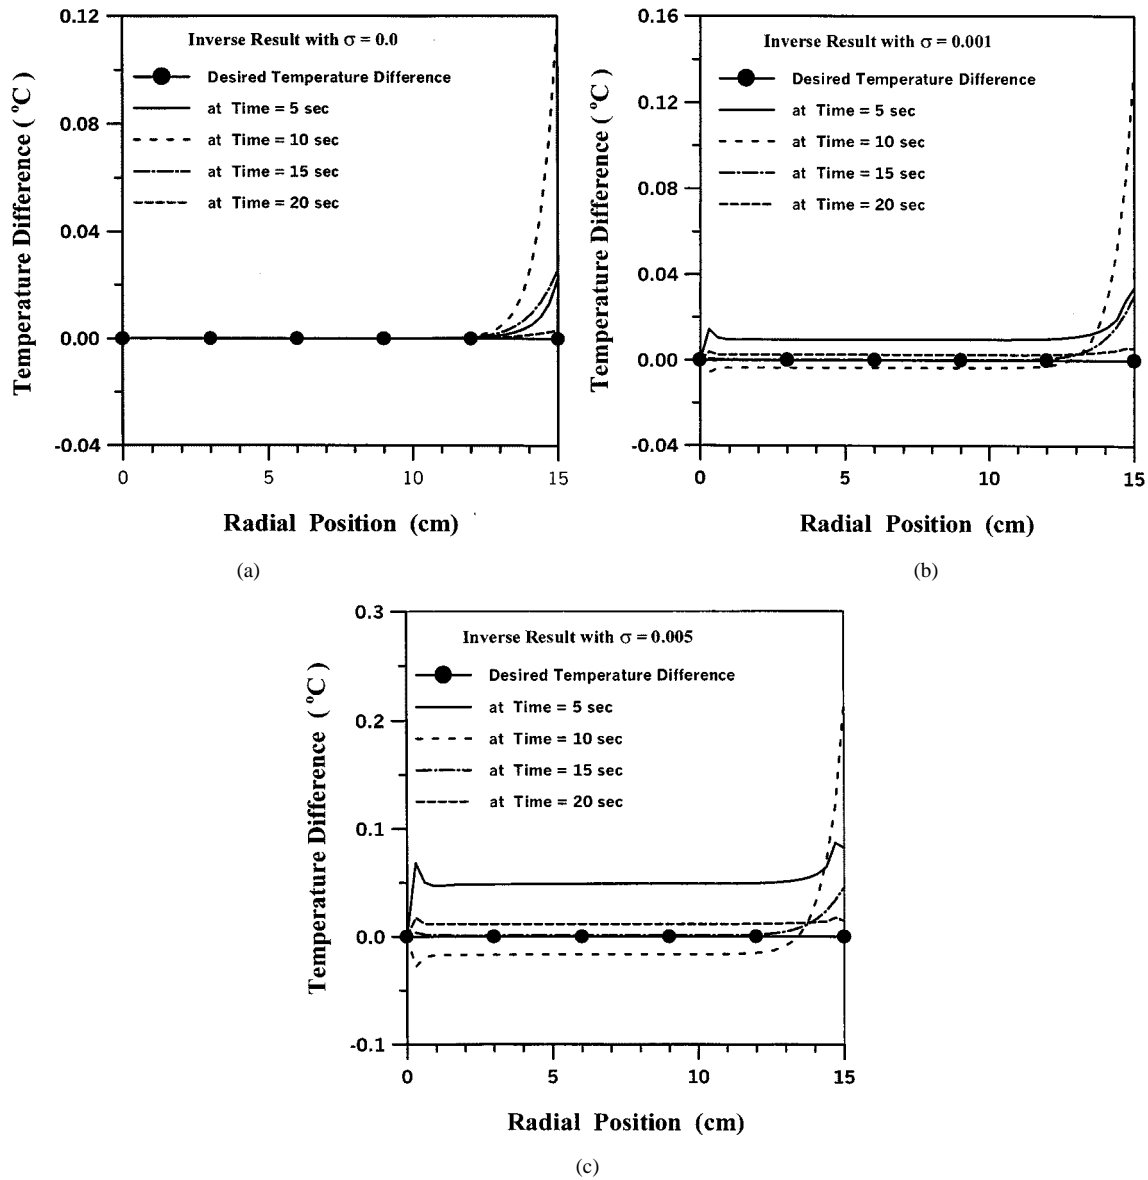 Inverse Result with σ = 0.0
Desired Temperature Difference
at Time = 5 sec
at Time = 10 sec
at Time = 15 sec
at Time = 20 sec
Temperature Difference ( °C )
0.12
0.08
0.04
0.00
-0.04
0 5 10 15
Radial Position (cm)
(a)
Inverse Result with σ = 0.001
Desired Temperature Difference
at Time = 5 sec
at Time = 10 sec
at Time = 15 sec
at Time = 20 sec
Temperature Difference ( °C )
0.16
0.12
0.08
0.04
0.00
-0.04
0 5 10 15
Radial Position (cm)
(b)
Inverse Result with σ = 0.005
Desired Temperature Difference
at Time = 5 sec
at Time = 10 sec
at Time = 15 sec
at Time = 20 sec
Temperature Difference ( °C )
0.3
0.2
0.1
0.0
-0.1
0 5 10 15
Radial Position (cm)
(c)